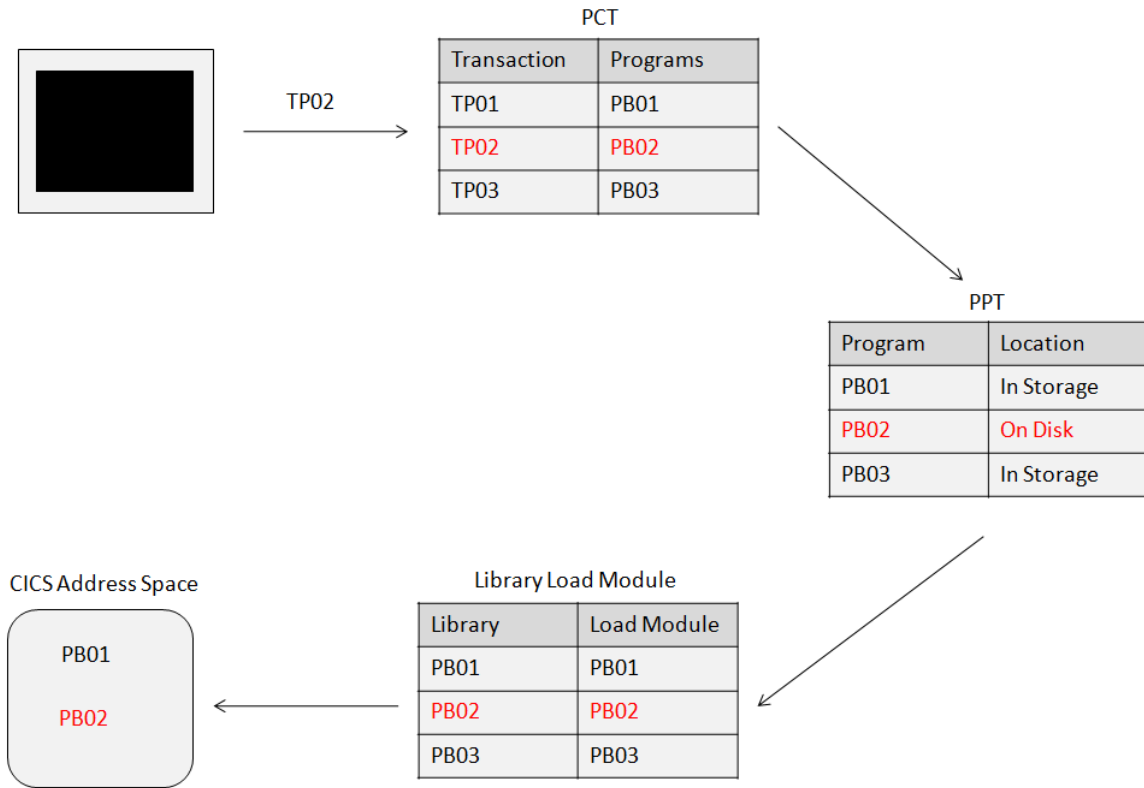 PCT
Transaction Programs
TP01 PB01
TP02 PB02
TP03 PB03
TP02
PPT
Program Location
PB01 In Storage
PB02 On Disk
PB03 In Storage
Library Load Module
Library Load Module
PB01 PB01
PB02 PB02
PB03 PB03
CICS Address Space
PB01
PB02